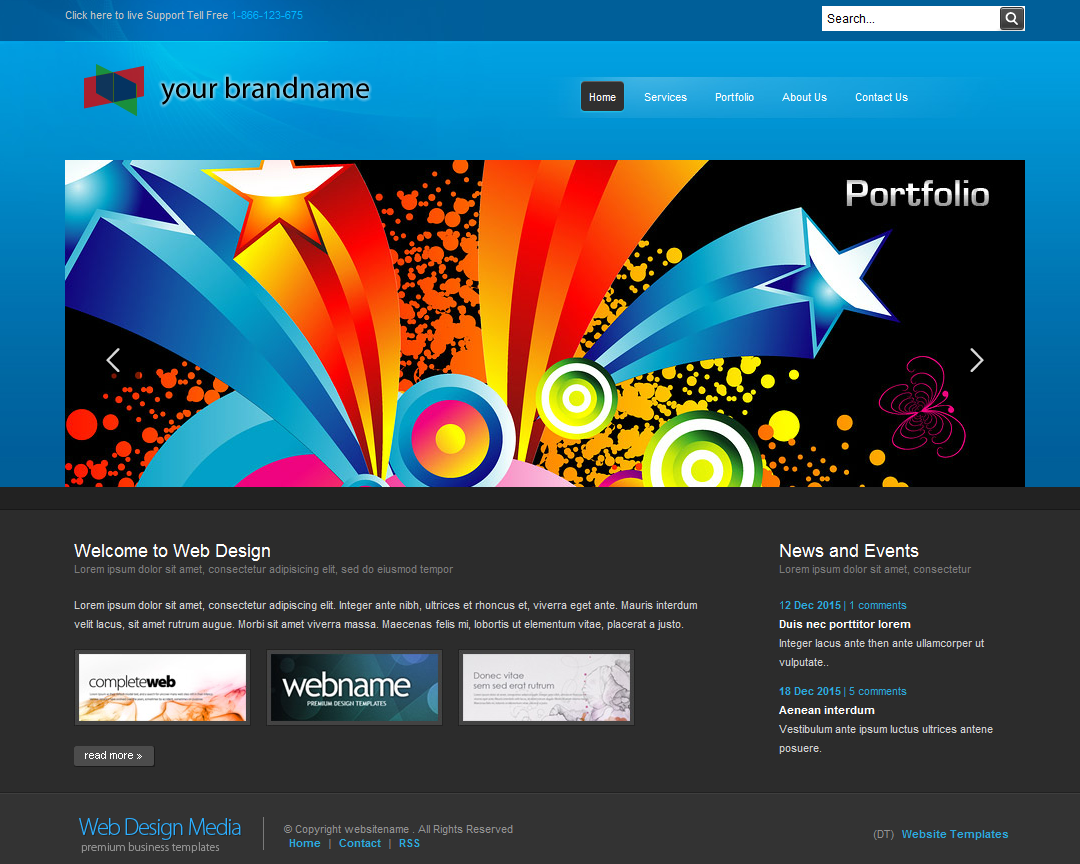 Click here to live Support Tell Free 1-866-123-675
Search...
your brandname
Home Services Portfolio About Us Contact Us
Portfolio
Welcome to Web Design
Lorem ipsum dolor sit amet, consectetur adipisicing elit, sed do eiusmod tempor
Lorem ipsum dolor sit amet, consectetur adipiscing elit. Integer ante nibh, ultrices et rhoncus et, viverra eget ante. Mauris interdum
velit lacus, sit amet rutrum augue. Morbi sit amet viverra massa. Maecenas felis mi, lobortis ut elementum vitae, placerat a justo.
completeweb
webname
PREMIUM DESIGN TEMPLATES
Donec vitae
sem sed erat rutrum
read more »
News and Events
Lorem ipsum dolor sit amet, consectetur
12 Dec 2015 | 1 comments
Duis nec porttitor lorem
Integer lacus ante then ante ullamcorper ut
vulputate..
18 Dec 2015 | 5 comments
Aenean interdum
Vestibulum ante ipsum luctus ultrices antene
posuere.
Web Design Media
premium business templates
© Copyright websitename . All Rights Reserved
Home | Contact | RSS
(DT) Website Templates